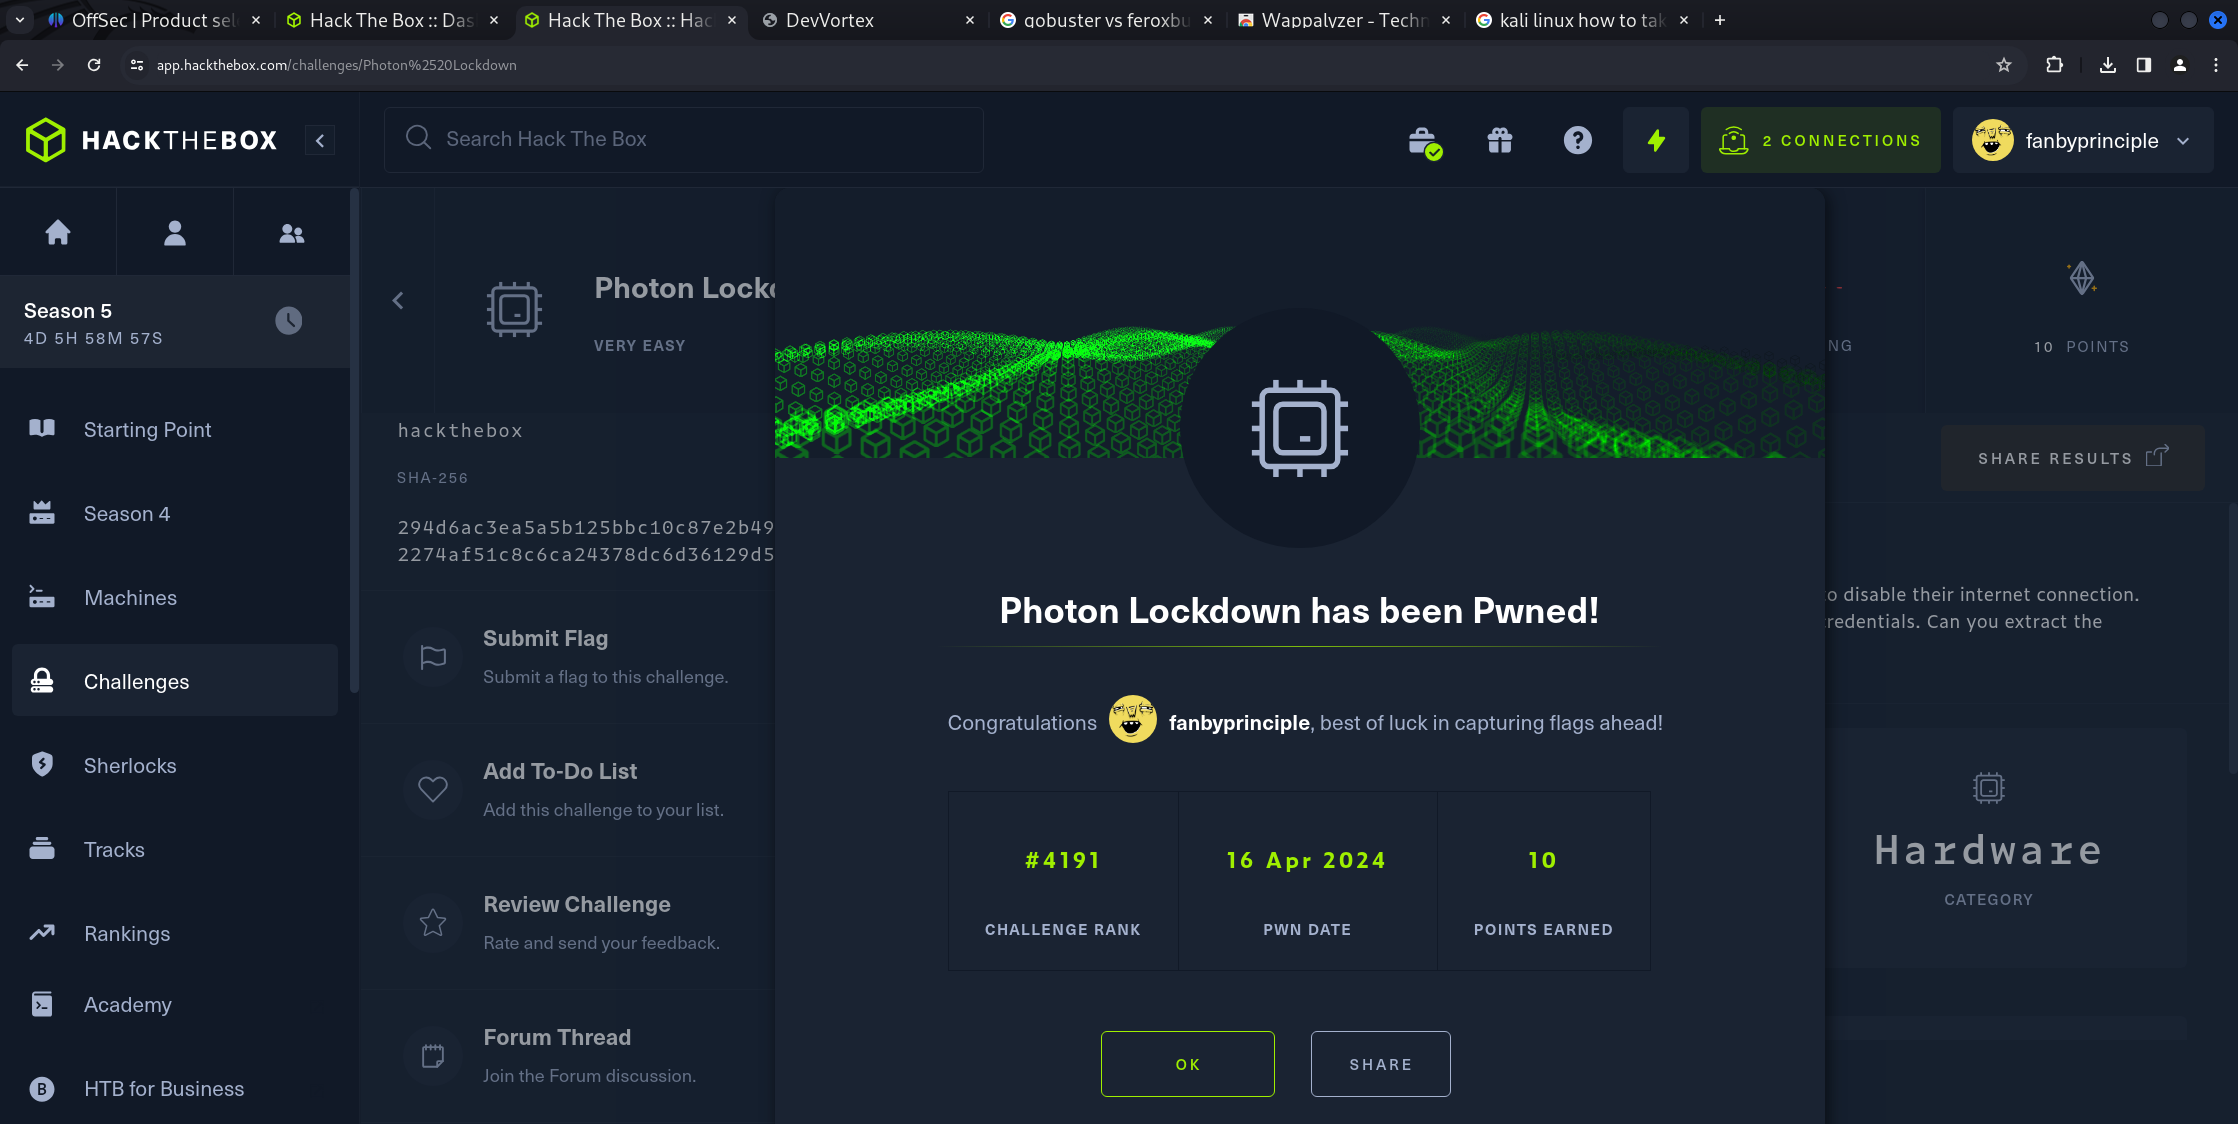 OffSec | Product sel
Hack The Box :: Das
Hack The Box :: Hac
DevVortex
gobuster vs feroxbu
Wappalyzer - Techn
kali linux how to tak
app.hackthebox.com/challenges/Photon%2520Lockdown
HACKTHEBOX
Search Hack The Box
2 CONNECTIONS
fanbyprinciple
Season 5
4D 5H 58M 57S
Starting Point
Season 4
Machines
Challenges
Sherlocks
Tracks
Rankings
Academy
B HTB for Business
Photon Lockd
VERY EASY
NG
10 POINTS
hackthebox
SHA-256
294d6ac3ea5a5b125bbc10c87e2b49
2274af51c8c6ca24378dc6d36129d5
SHARE RESULTS
Submit Flag
Submit a flag to this challenge.
Add To-Do List
Add this challenge to your list.
Review Challenge
Rate and send your feedback.
Forum Thread
Join the Forum discussion.
Photon Lockdown has been Pwned!
Congratulations fanbyprinciple, best of luck in capturing flags ahead!
#4191
CHALLENGE RANK
16 Apr 2024
PWN DATE
10
POINTS EARNED
OK
SHARE
o disable their internet connection.
credentials. Can you extract the
Hardware
CATEGORY